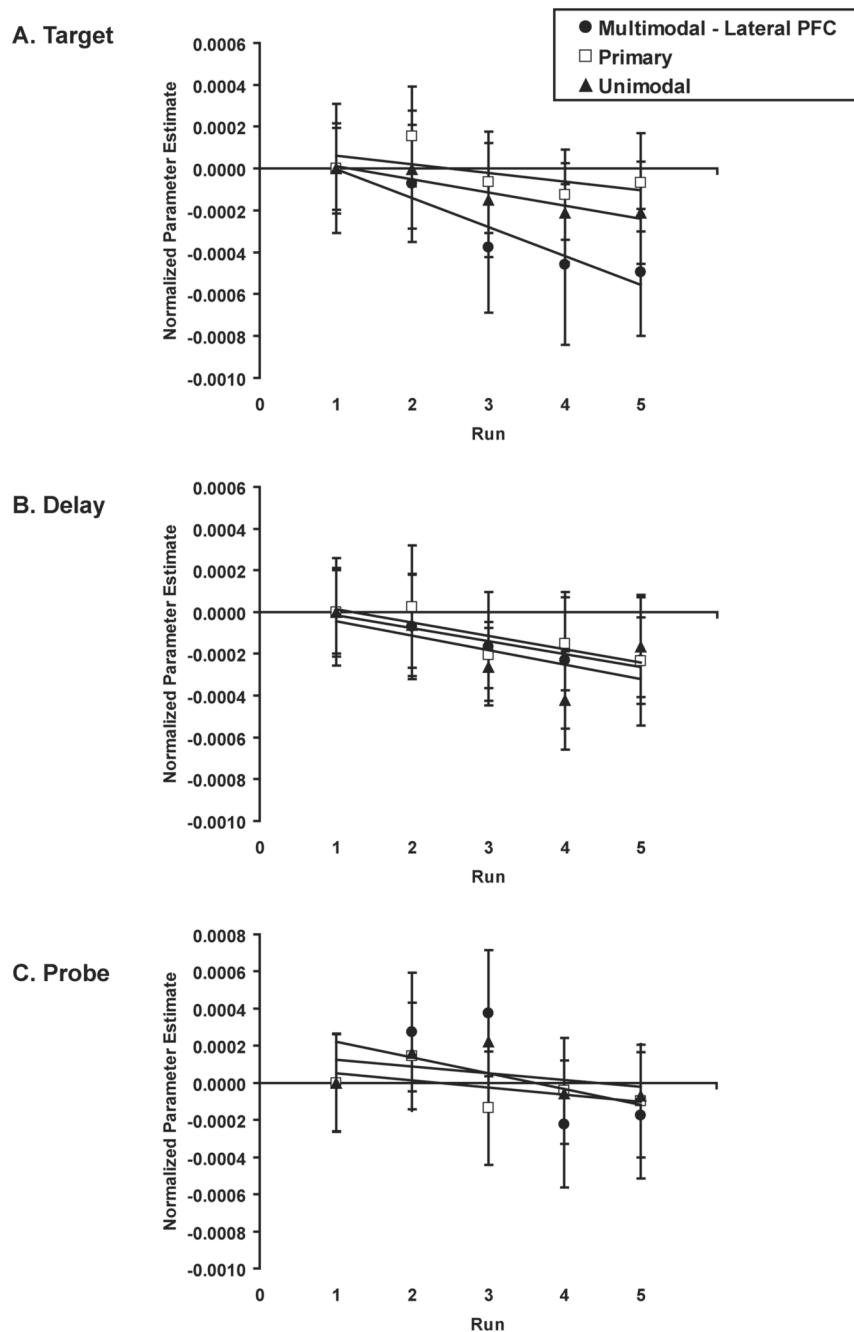 A. Target
Multimodal - Lateral PFC
Primary
Unimodal
Normalized Parameter Estimate
0.0006
0.0004
0.0002
0.0000
-0.0002
-0.0004
-0.0006
-0.0008
-0.0010
0 1 2 3 4 5
Run
B. Delay
Normalized Parameter Estimate
0.0006
0.0004
0.0002
0.0000
-0.0002
-0.0004
-0.0006
-0.0008
-0.0010
0 1 2 3 4 5
Run
C. Probe
Normalized Parameter Estimate
0.0008
0.0006
0.0004
0.0002
0.0000
-0.0002
-0.0004
-0.0006
-0.0008
-0.0010
0 1 2 3 4 5
Run